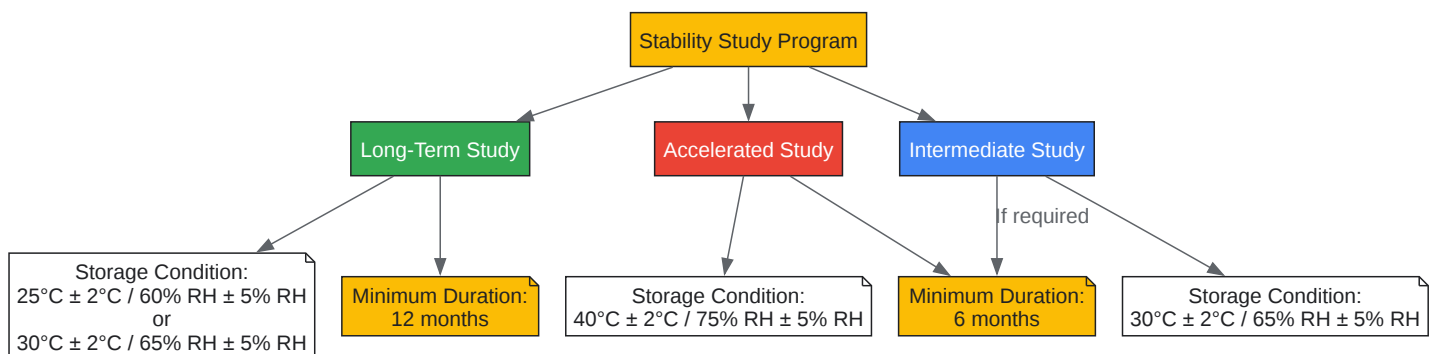 Stability Study Program
Long-Term Study
Accelerated Study
Intermediate Study
If required
Storage Condition:
25°C ± 2°C / 60% RH ± 5% RH
or
30°C ± 2°C / 65% RH ± 5% RH
Minimum Duration:
12 months
Storage Condition:
40°C ± 2°C / 75% RH ± 5% RH
Minimum Duration:
6 months
Storage Condition:
30°C ± 2°C / 65% RH ± 5% RH